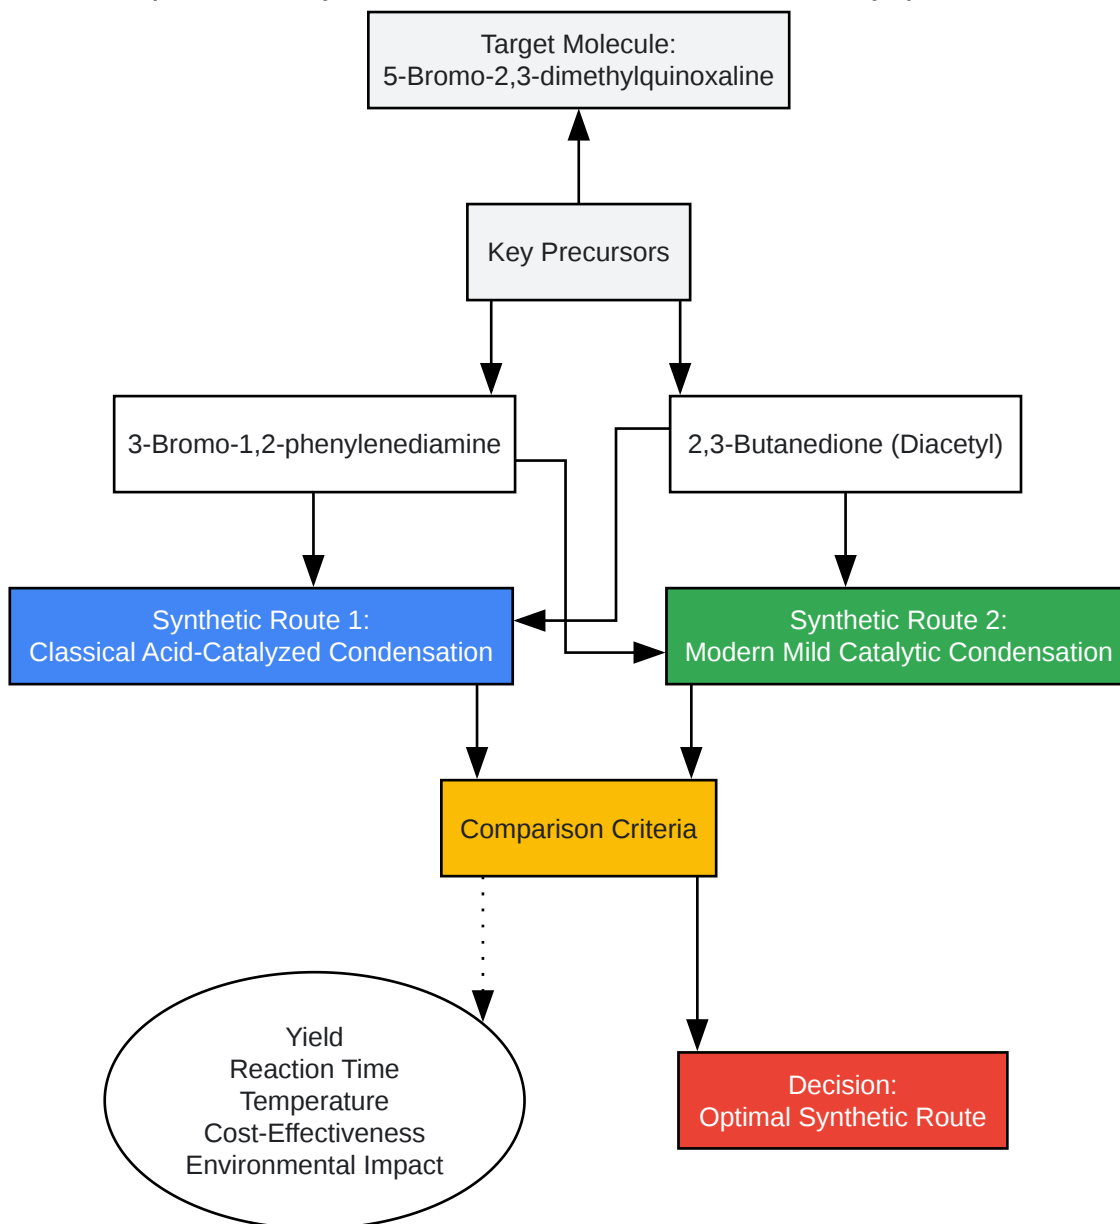 Target Molecule:
5-Bromo-2,3-dimethylquinoxaline
Key Precursors
3-Bromo-1,2-phenylenediamine
2,3-Butanedione (Diacetyl)
Synthetic Route 1:
Classical Acid-Catalyzed Condensation
Synthetic Route 2:
Modern Mild Catalytic Condensation
Comparison Criteria
Yield
Reaction Time
Temperature
Cost-Effectiveness
Environmental Impact
Decision:
Optimal Synthetic Route